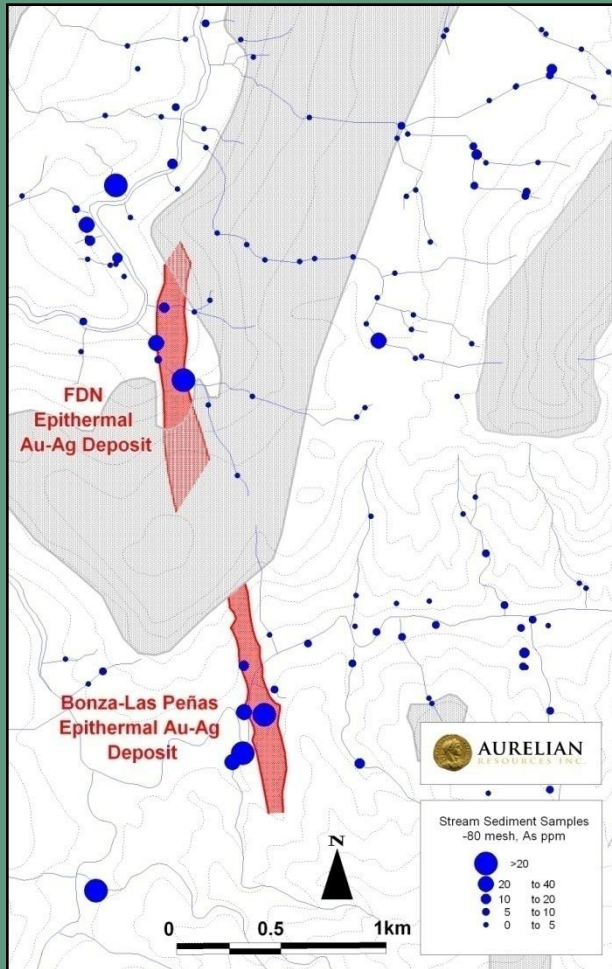 FDN
Epithermal
Au-Ag Deposit
Bonza-Las Peñas
Epithermal Au-Ag
Deposit
AURELIAN
RESOURCES INC.
Stream Sediment Samples
-80 mesh, As ppm
>20
20 to 40
10 to 20
5 to 10
0 to 5
N
0 0.5 1km